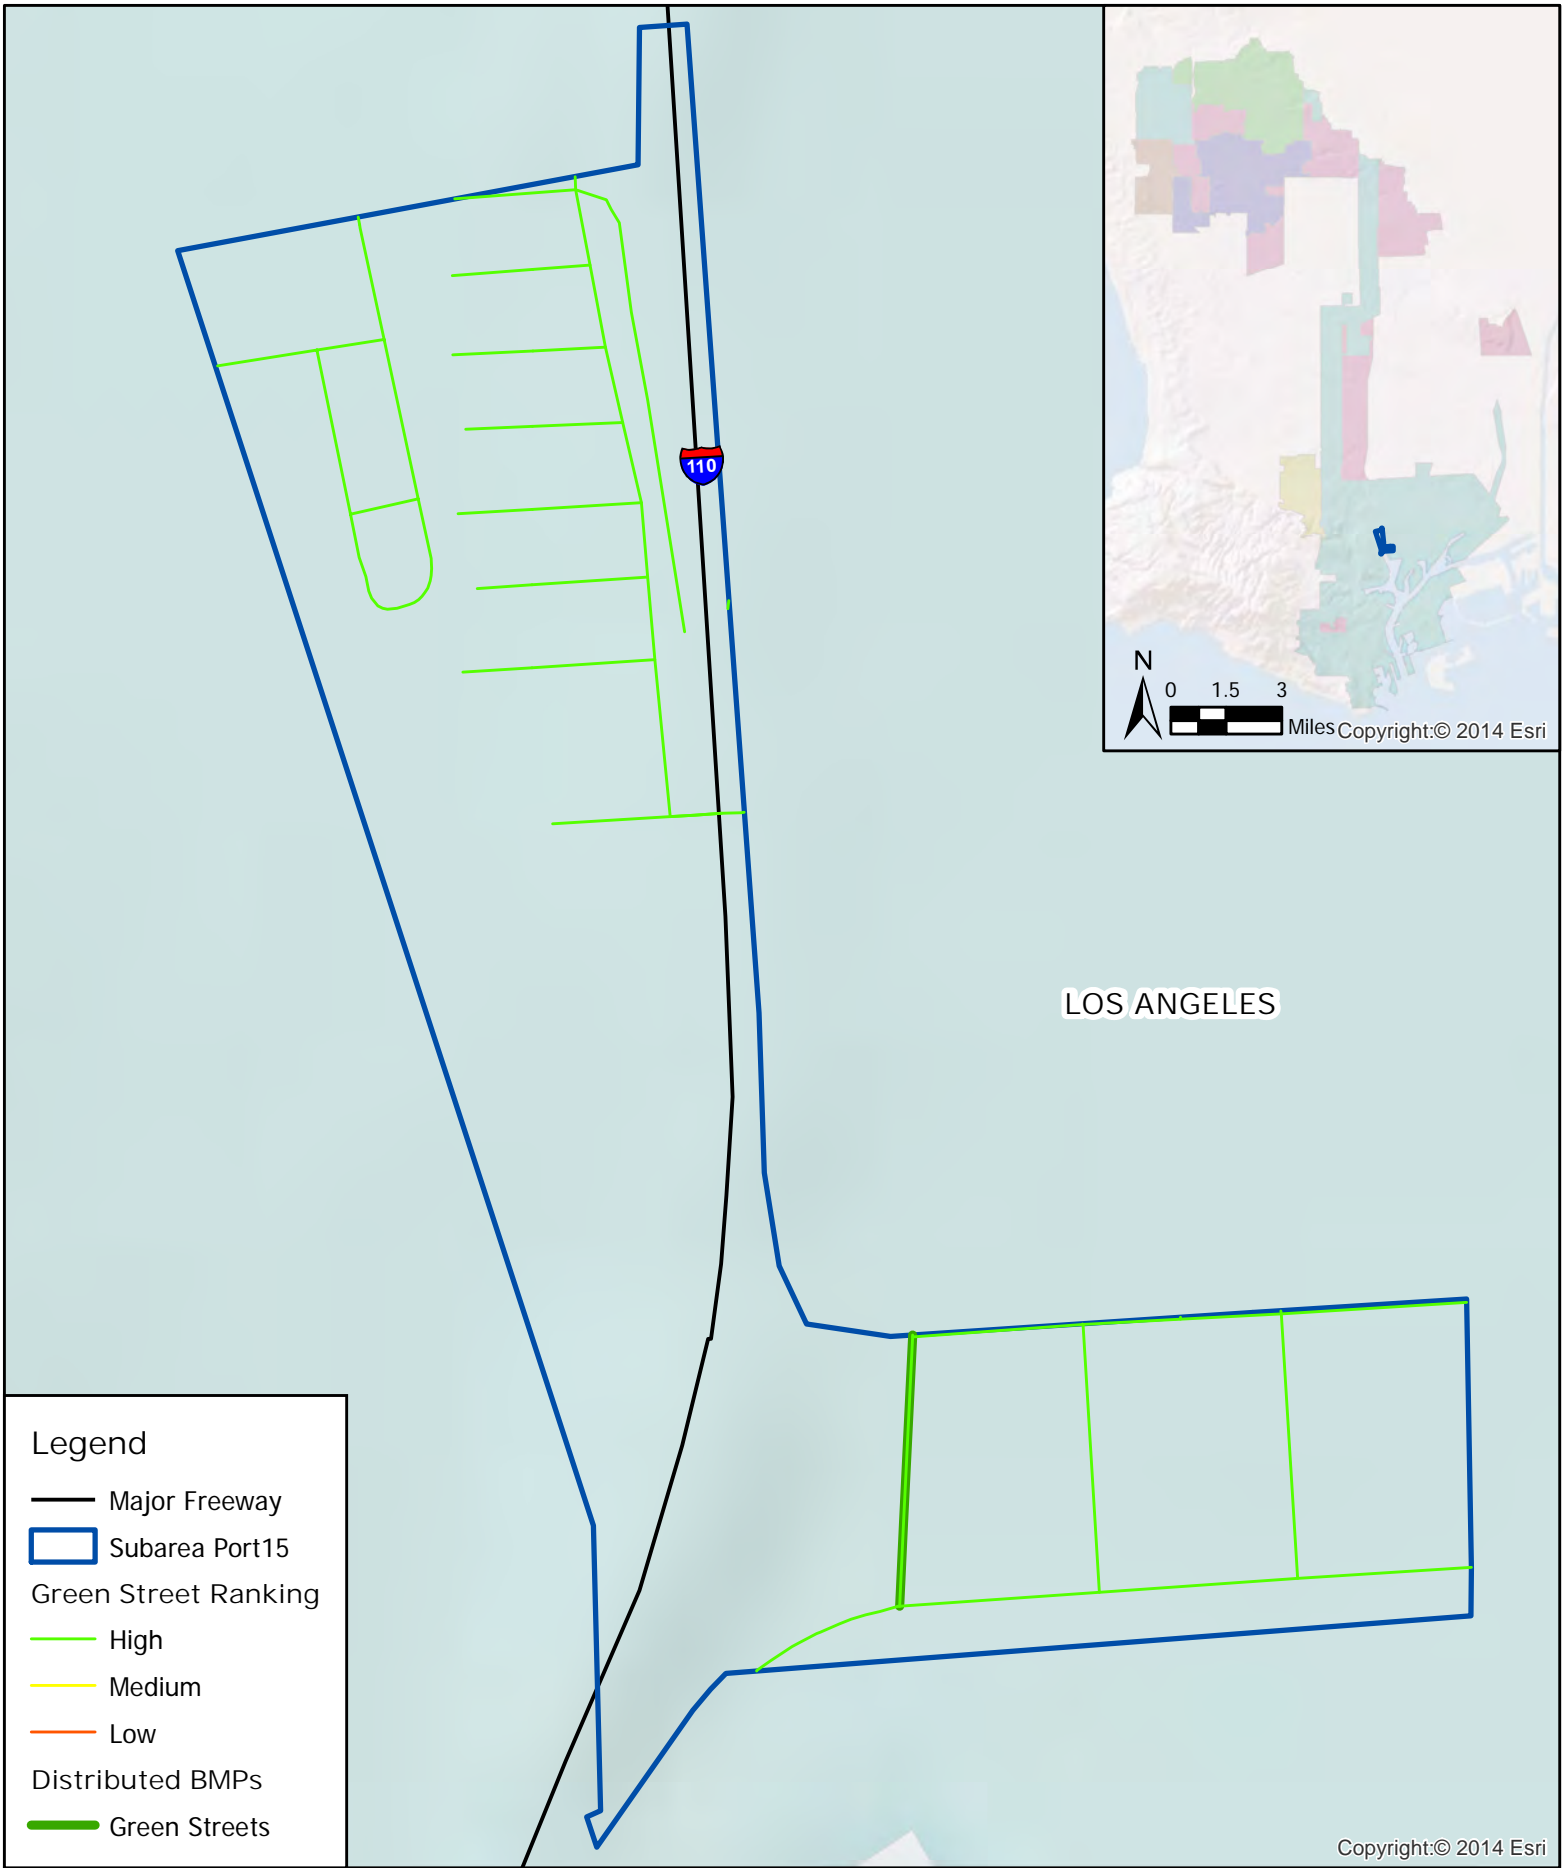 N
0 1.5 3
Miles
Copyright:© 2014 Esri
110
LOS ANGELES
Legend
Major Freeway
Subarea Port15
Green Street Ranking
High
Medium
Low
Distributed BMPs
Green Streets
Copyright:© 2014 Esri